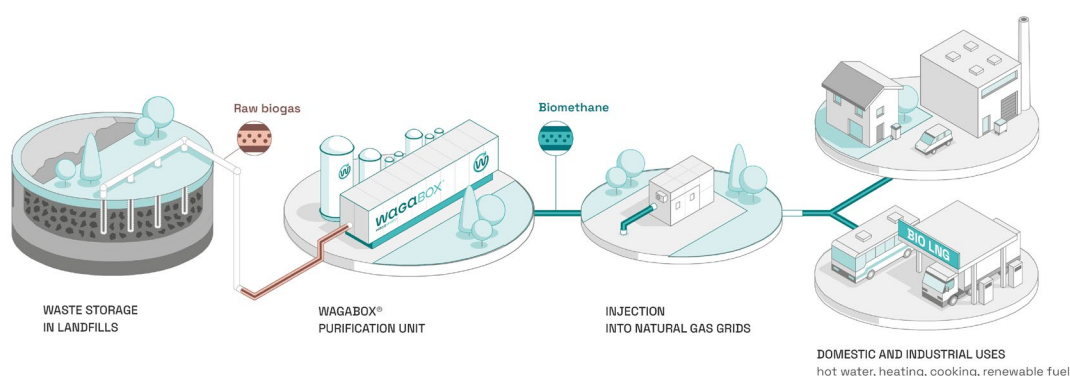 Raw biogas
Biomethane
WAGABOX
BIO LNG
WASTE STORAGE
IN LANDFILLS
WAGABOX®
PURIFICATION UNIT
INJECTION
INTO NATURAL GAS GRIDS
DOMESTIC AND INDUSTRIAL USES
hot water, heating, cooking, renewable fuel